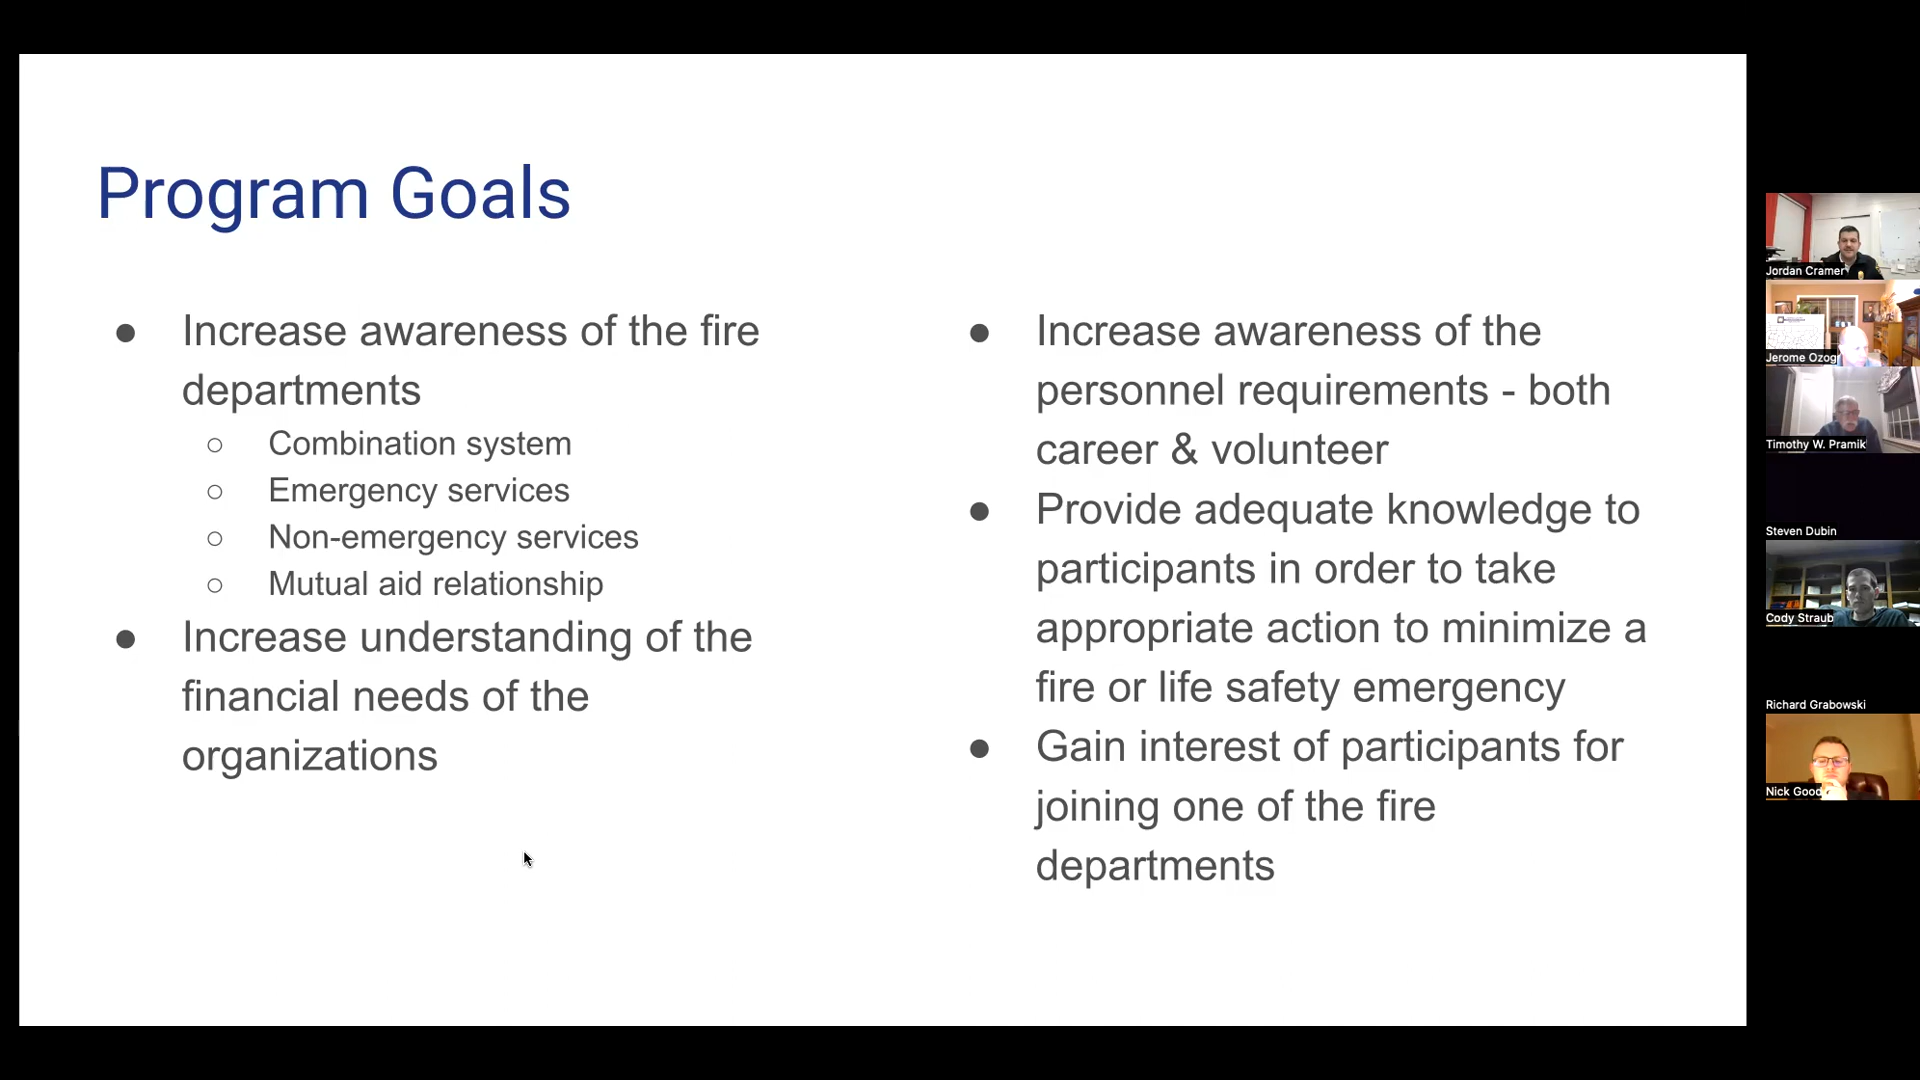 Program Goals
● Increase awareness of the fire
departments
○ Combination system
○ Emergency services
○ Non-emergency services
○ Mutual aid relationship
● Increase understanding of the
financial needs of the
organizations
● Increase awareness of the
personnel requirements - both
career & volunteer
● Provide adequate knowledge to
participants in order to take
appropriate action to minimize a
fire or life safety emergency
● Gain interest of participants for
joining one of the fire
departments
Jordan Cramer
Jerome Ozog
Timothy W. Pramik
Steven Dubin
Cody Straub
Richard Grabowski
Nick Good